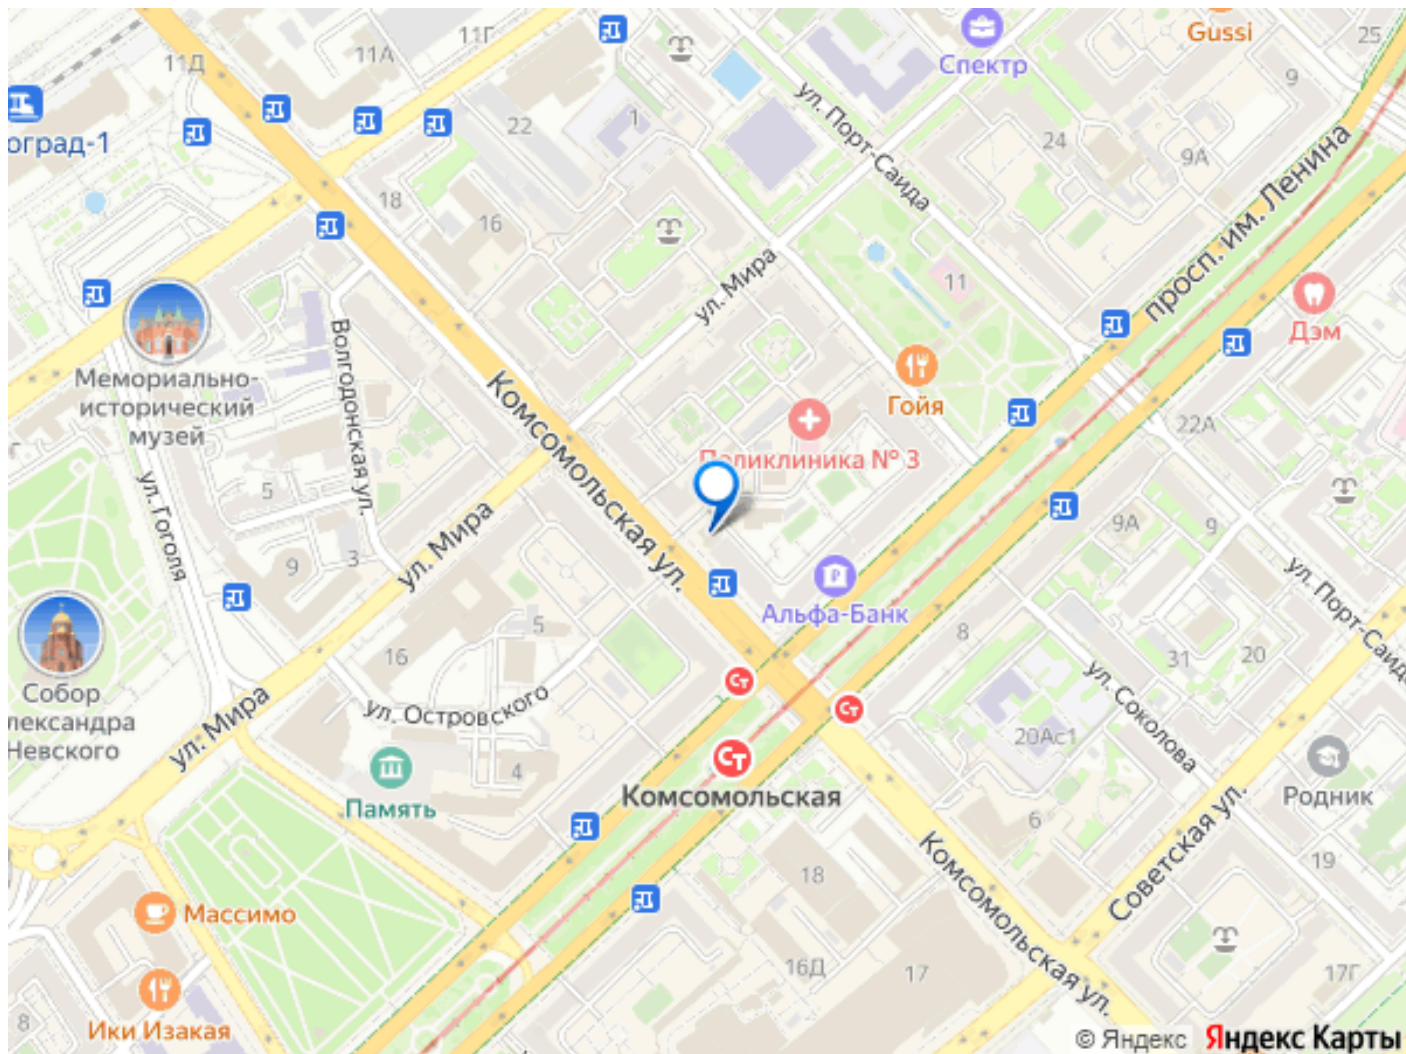 11Г
Gussi
25
11А
11Д
Спектр
9
оград-1
22
1
ул. Порт-Саида
24
9А
просп. им. Ленина
18
16
ул. Мира
11
Дэм
Волгодонская ул.
Мемориально-
исторический
музей
Комсомольская ул.
Гойя
22А
Поликлиника № 3
ул. Гоголя
5
ул. Мира
9А
9
9
3
ул. Порт-Саида
Альфа-Банк
5
8
Собор
лександра
Невского
16
31
20
ул. Мира
ул. Островского
ул. Соколова
20Ас1
4
Память
Комсомольская
Родник
6
Советская ул.
18
19
Комсомольская ул.
Массимо
16Д
17
17Г
8
Ики Изакая
© Яндекс Яндекс Карты